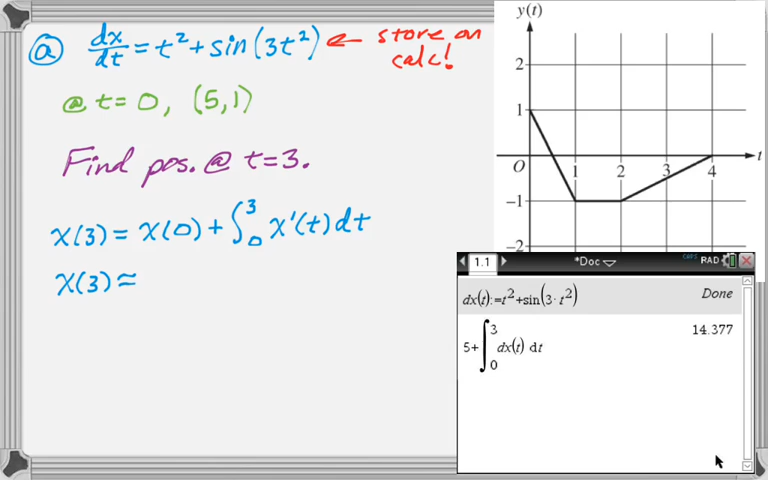 ⓐ dx/dt = t² + sin(3t²) ← store on calc!
@ t = 0, (5,1)
Find pos. @ t=3.
x(3) = x(0) + ∫₀³ x'(t) dt
x(3) ≈
y(t)
2
1
O 1 2 3 4 t
-1
-2
1.1 *Doc CAPS RAD
dx(t):=t²+sin(3·t²) Done
5+∫₀³ dx(t) dt 14.377